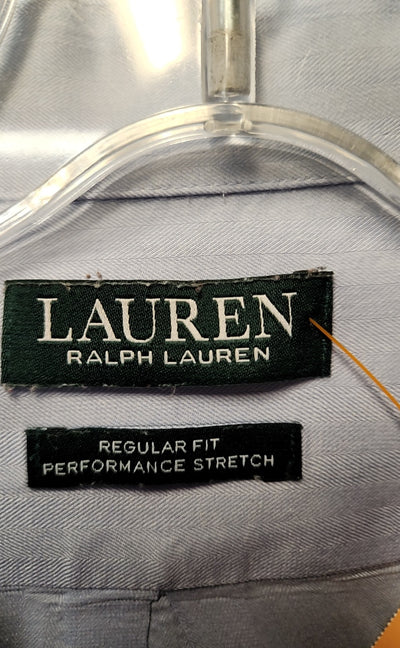 LAUREN
RALPH LAUREN
REGULAR FIT
PERFORMANCE STRETCH